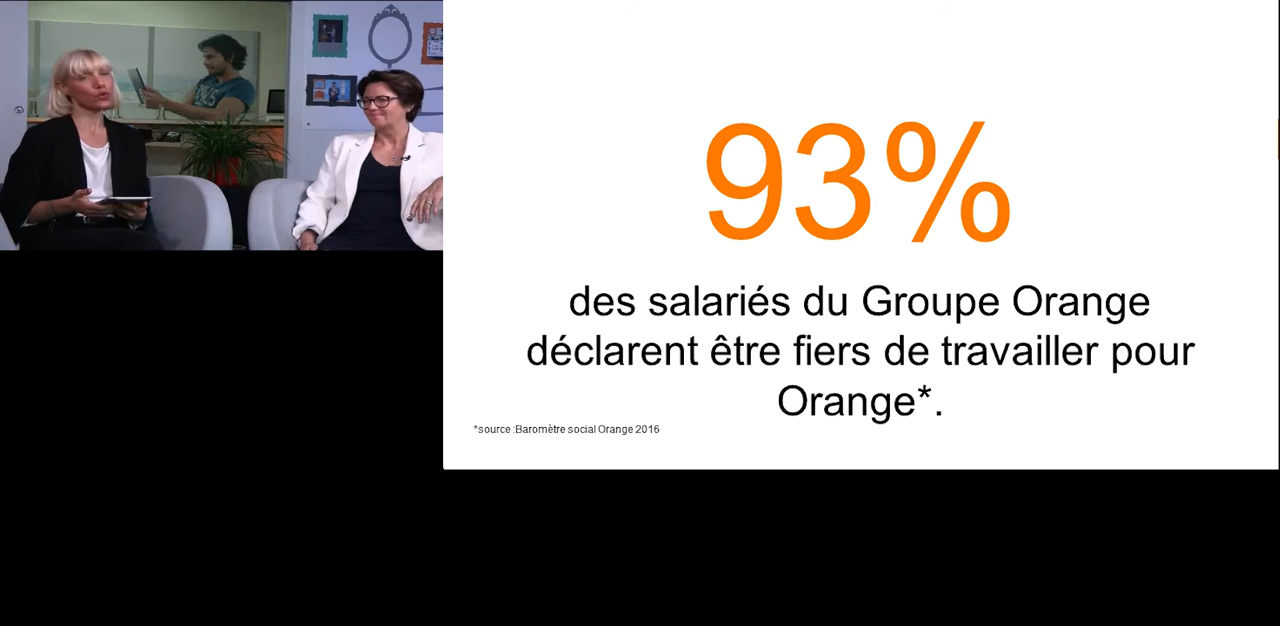 93%
des salariés du Groupe Orange
déclarent être fiers de travailler pour
Orange*.
*source :Baromètre social Orange 2016